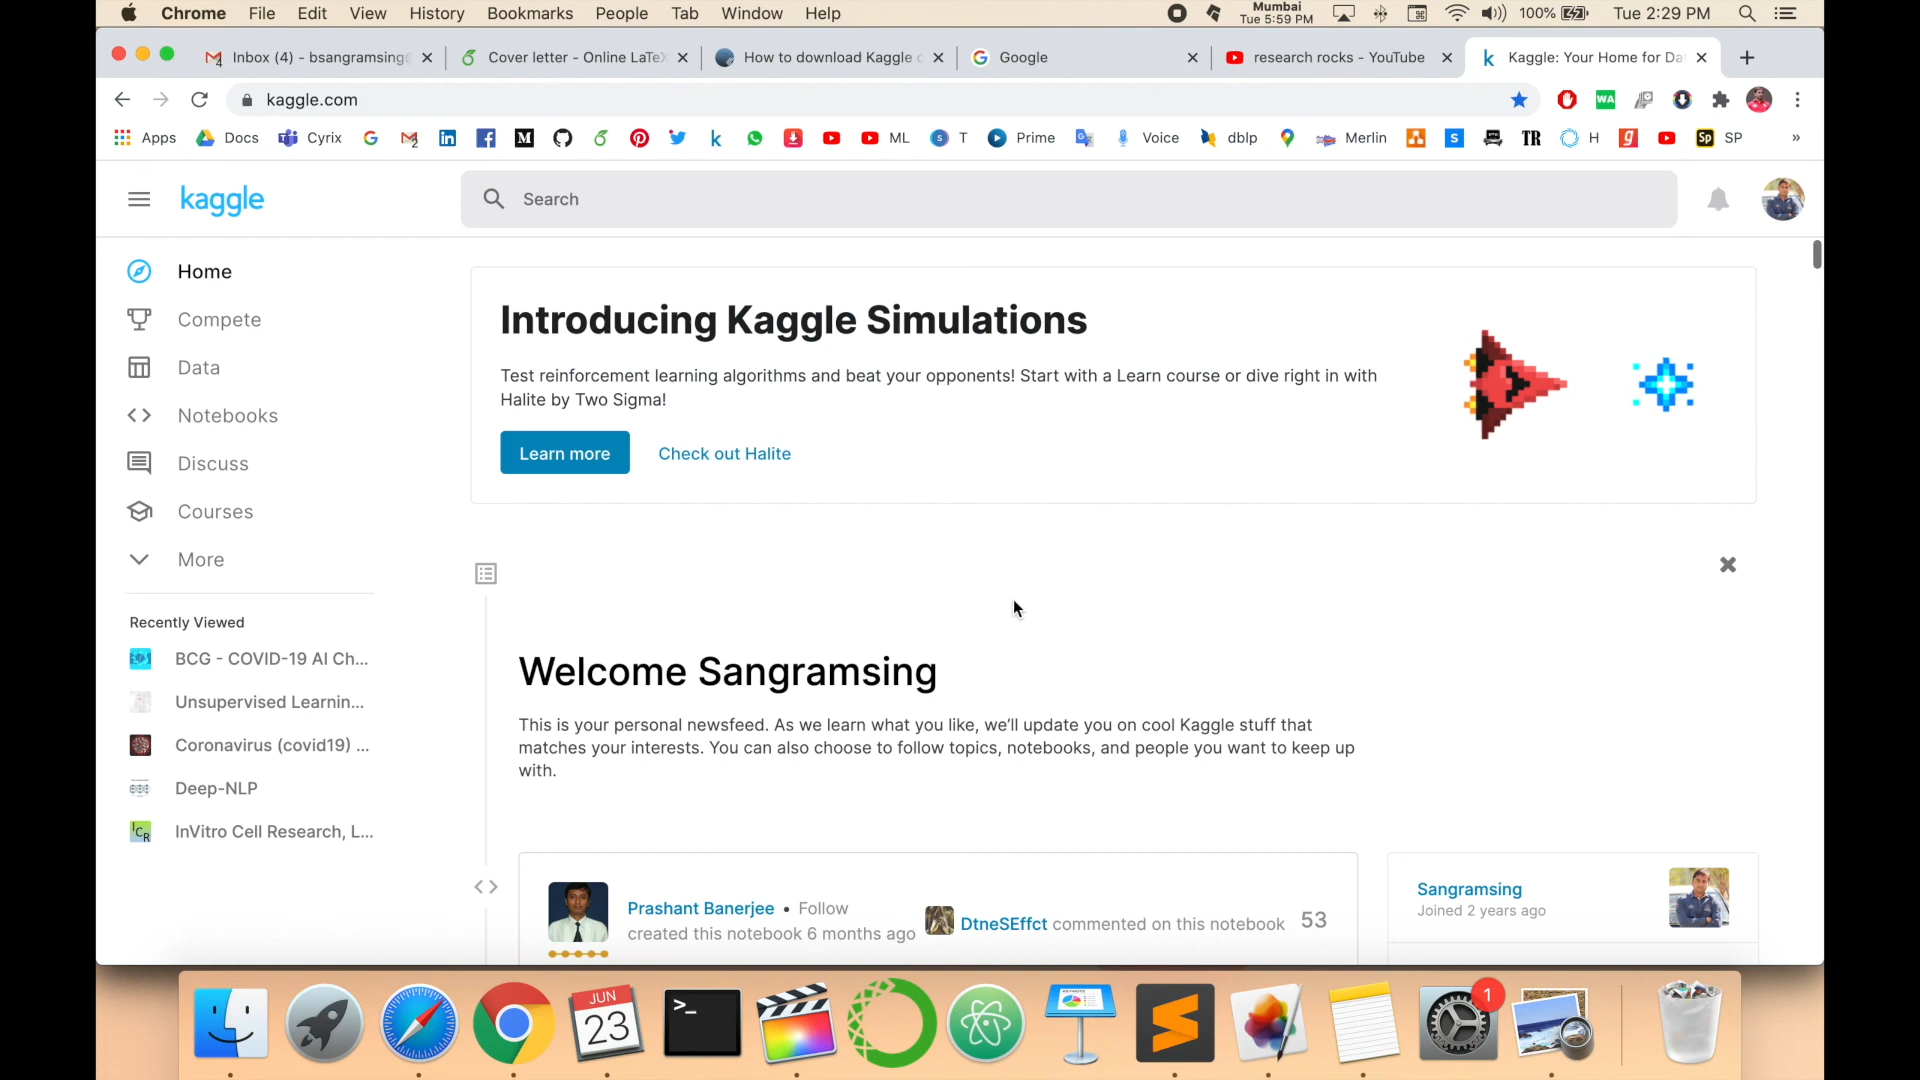 Chrome File Edit View History Bookmarks People Tab Window Help Mumbai Tue 5:59 PM 100% Tue 2:29 PM
Inbox (4) - bsangramsing@ Cover letter - Online LaTeX How to download Kaggle Google research rocks - YouTube Kaggle: Your Home for Da
kaggle.com WA
Apps Docs Cyrix M ML T Prime Voice dblp Merlin S TR H Sp SP »
kaggle Search
Home
Compete
Data
Notebooks
Discuss
Courses
More
Recently Viewed
BCG - COVID-19 AI Ch...
Unsupervised Learnin...
Coronavirus (covid19) ...
Deep-NLP
InVitro Cell Research, L...
Introducing Kaggle Simulations
Test reinforcement learning algorithms and beat your opponents! Start with a Learn course or dive right in with
Halite by Two Sigma!
Learn more Check out Halite
Welcome Sangramsing
This is your personal newsfeed. As we learn what you like, we'll update you on cool Kaggle stuff that
matches your interests. You can also choose to follow topics, notebooks, and people you want to keep up
with.
Prashant Banerjee • Follow
created this notebook 6 months ago
DtneSEffct commented on this notebook 53
Sangramsing
Joined 2 years ago
JUN
23
KEYNOTE
1